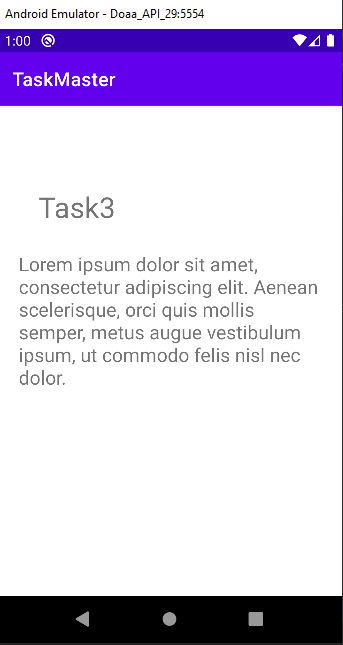 Android Emulator - Doaa_API_29:5554
1:00
TaskMaster
Task3
Lorem ipsum dolor sit amet,
consectetur adipiscing elit. Aenean
scelerisque, orci quis mollis
semper, metus augue vestibulum
ipsum, ut commodo felis nisl nec
dolor.